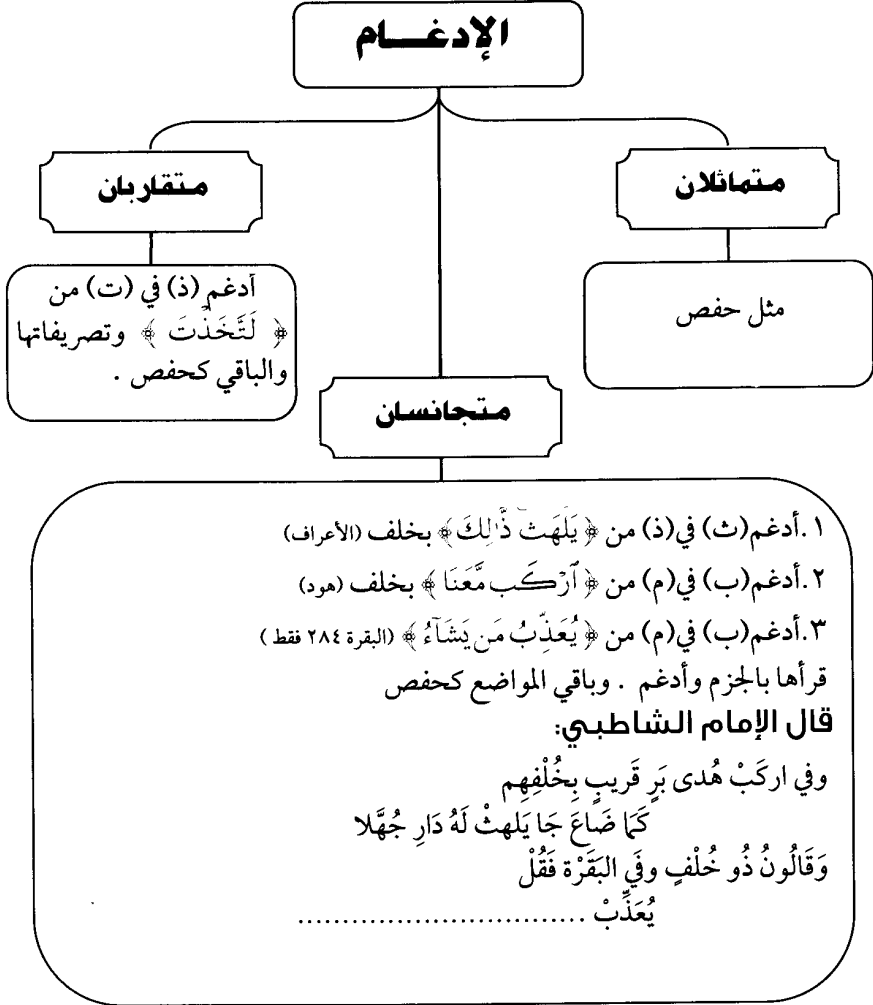 الإدغـــام
متماثلان
مثل حفص
متقاربان
أدغم (ذ) في (ت) من
﴿ لَتَّخَذْتَ ﴾ وتصريفاتها
والباقي كحفص .
متجانسان
١.أدغم(ث) في(ذ) من ﴿ يَلْهَث ذَّٰلِكَ ﴾ بخلف (الأعراف)
٢.أدغم(ب) في(م) من ﴿ ٱرْكَب مَّعَنَا ﴾ بخلف (هود)
٣.أدغم(ب) في(م) من ﴿ يُعَذِّبُ مَن يَشَآءُ ﴾ (البقرة ٢٨٤ فقط )
قرأها بالجزم وأدغم . وباقي المواضع كحفص
قال الإمام الشاطبي:
وفي اركَبْ هُدى بَرٍ قَريبٍ بِخُلْفِهِم
كَمَا ضَاعَ جَا يَلهثْ لَهُ دَارِ جُهَّلا
وَقَالُونُ ذُو خُلْفٍ وفَي البَقَرْة فَقُلْ
يُعَذِّبْ ..............................